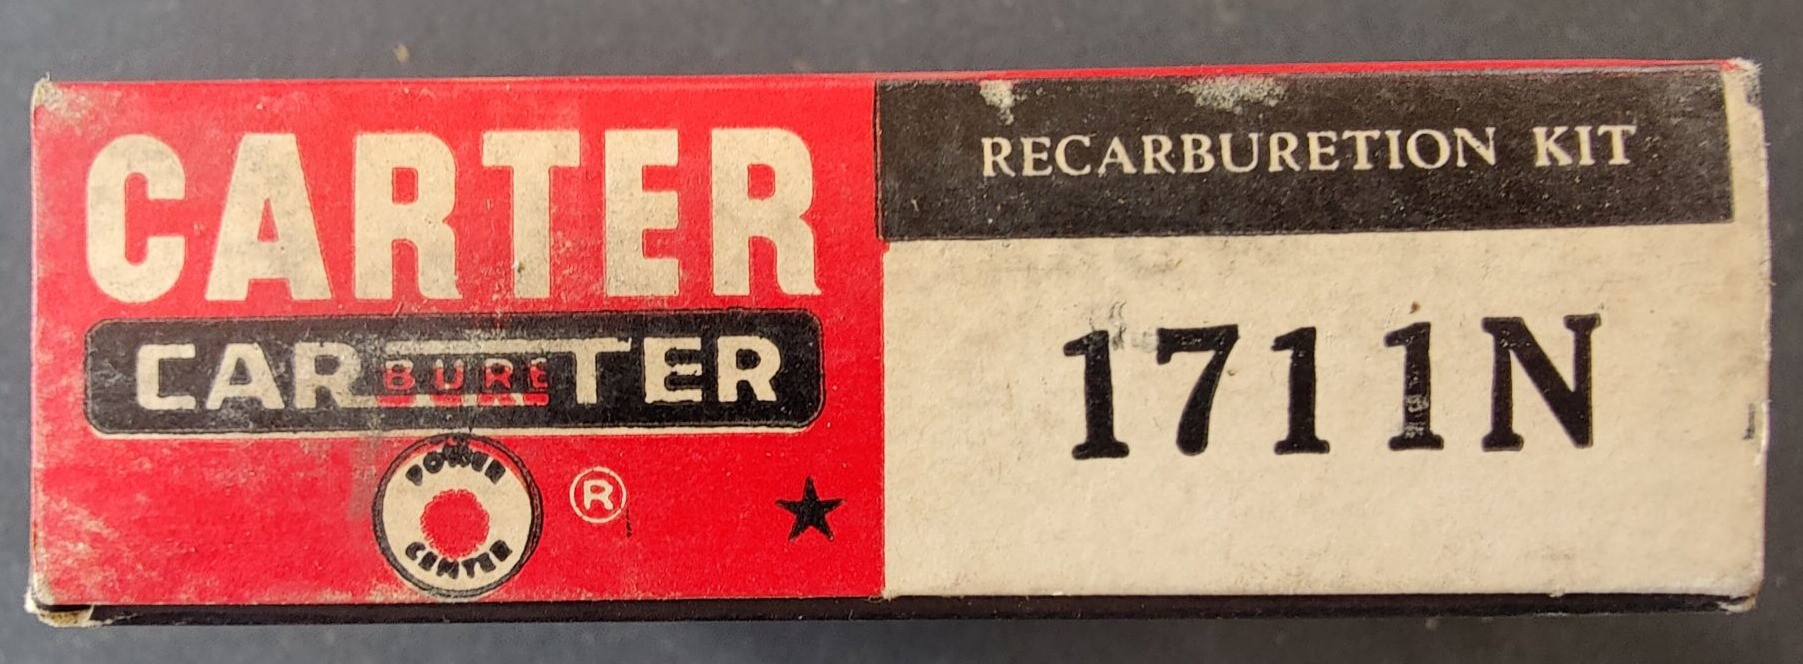 CARTER
CARBURETER
POWER
CENTER
®
RECARBURETION KIT
1711N